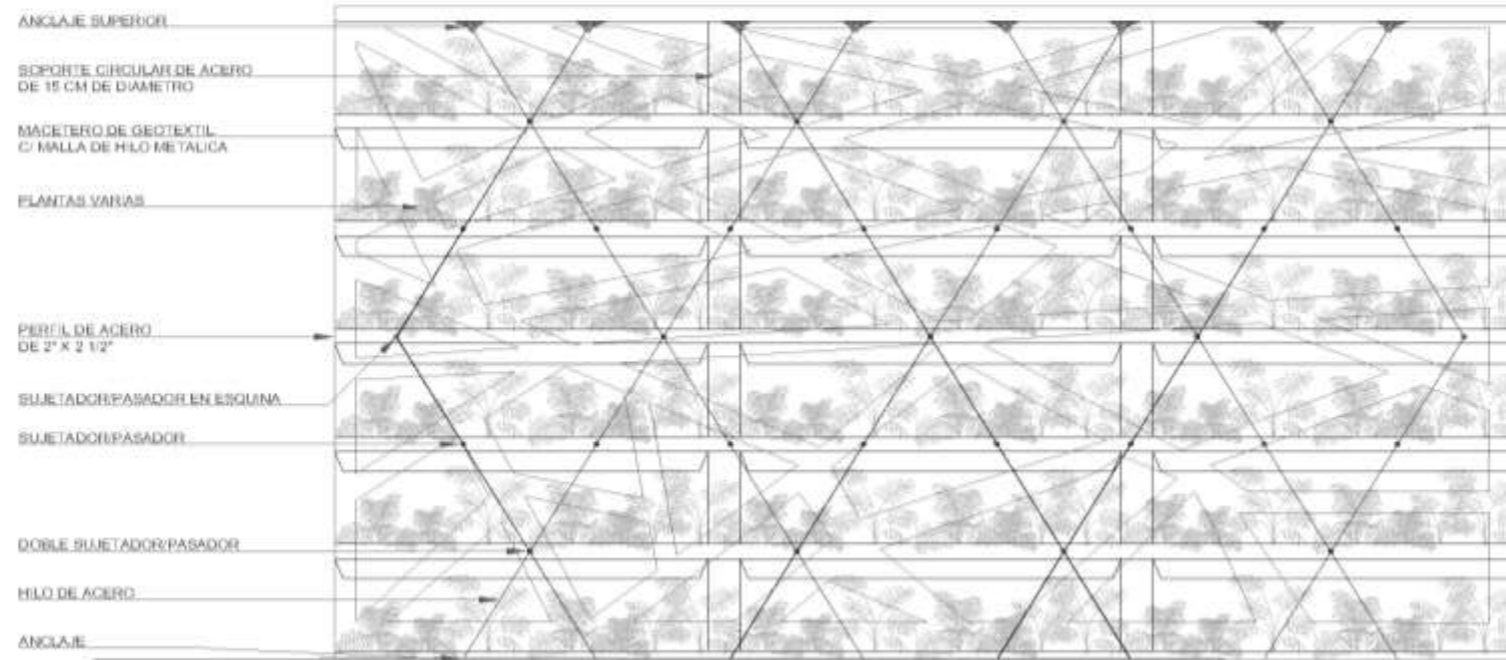 ANCLAJE SUPERIOR
SOPORTE CIRCULAR DE ACERO
DE 15 CM DE DIAMETRO
MACETERO DE GEOTEXTIL
C/ MALLA DE HILO METALICA
PLANTAS VARIAS
PERFIL DE ACERO
DE 2" X 2 1/2"
SUJETADOR/PASADOR EN ESQUINA
SUJETADOR/PASADOR
DOBLE SUJETADOR/PASADOR
HILO DE ACERO
ANCLAJE